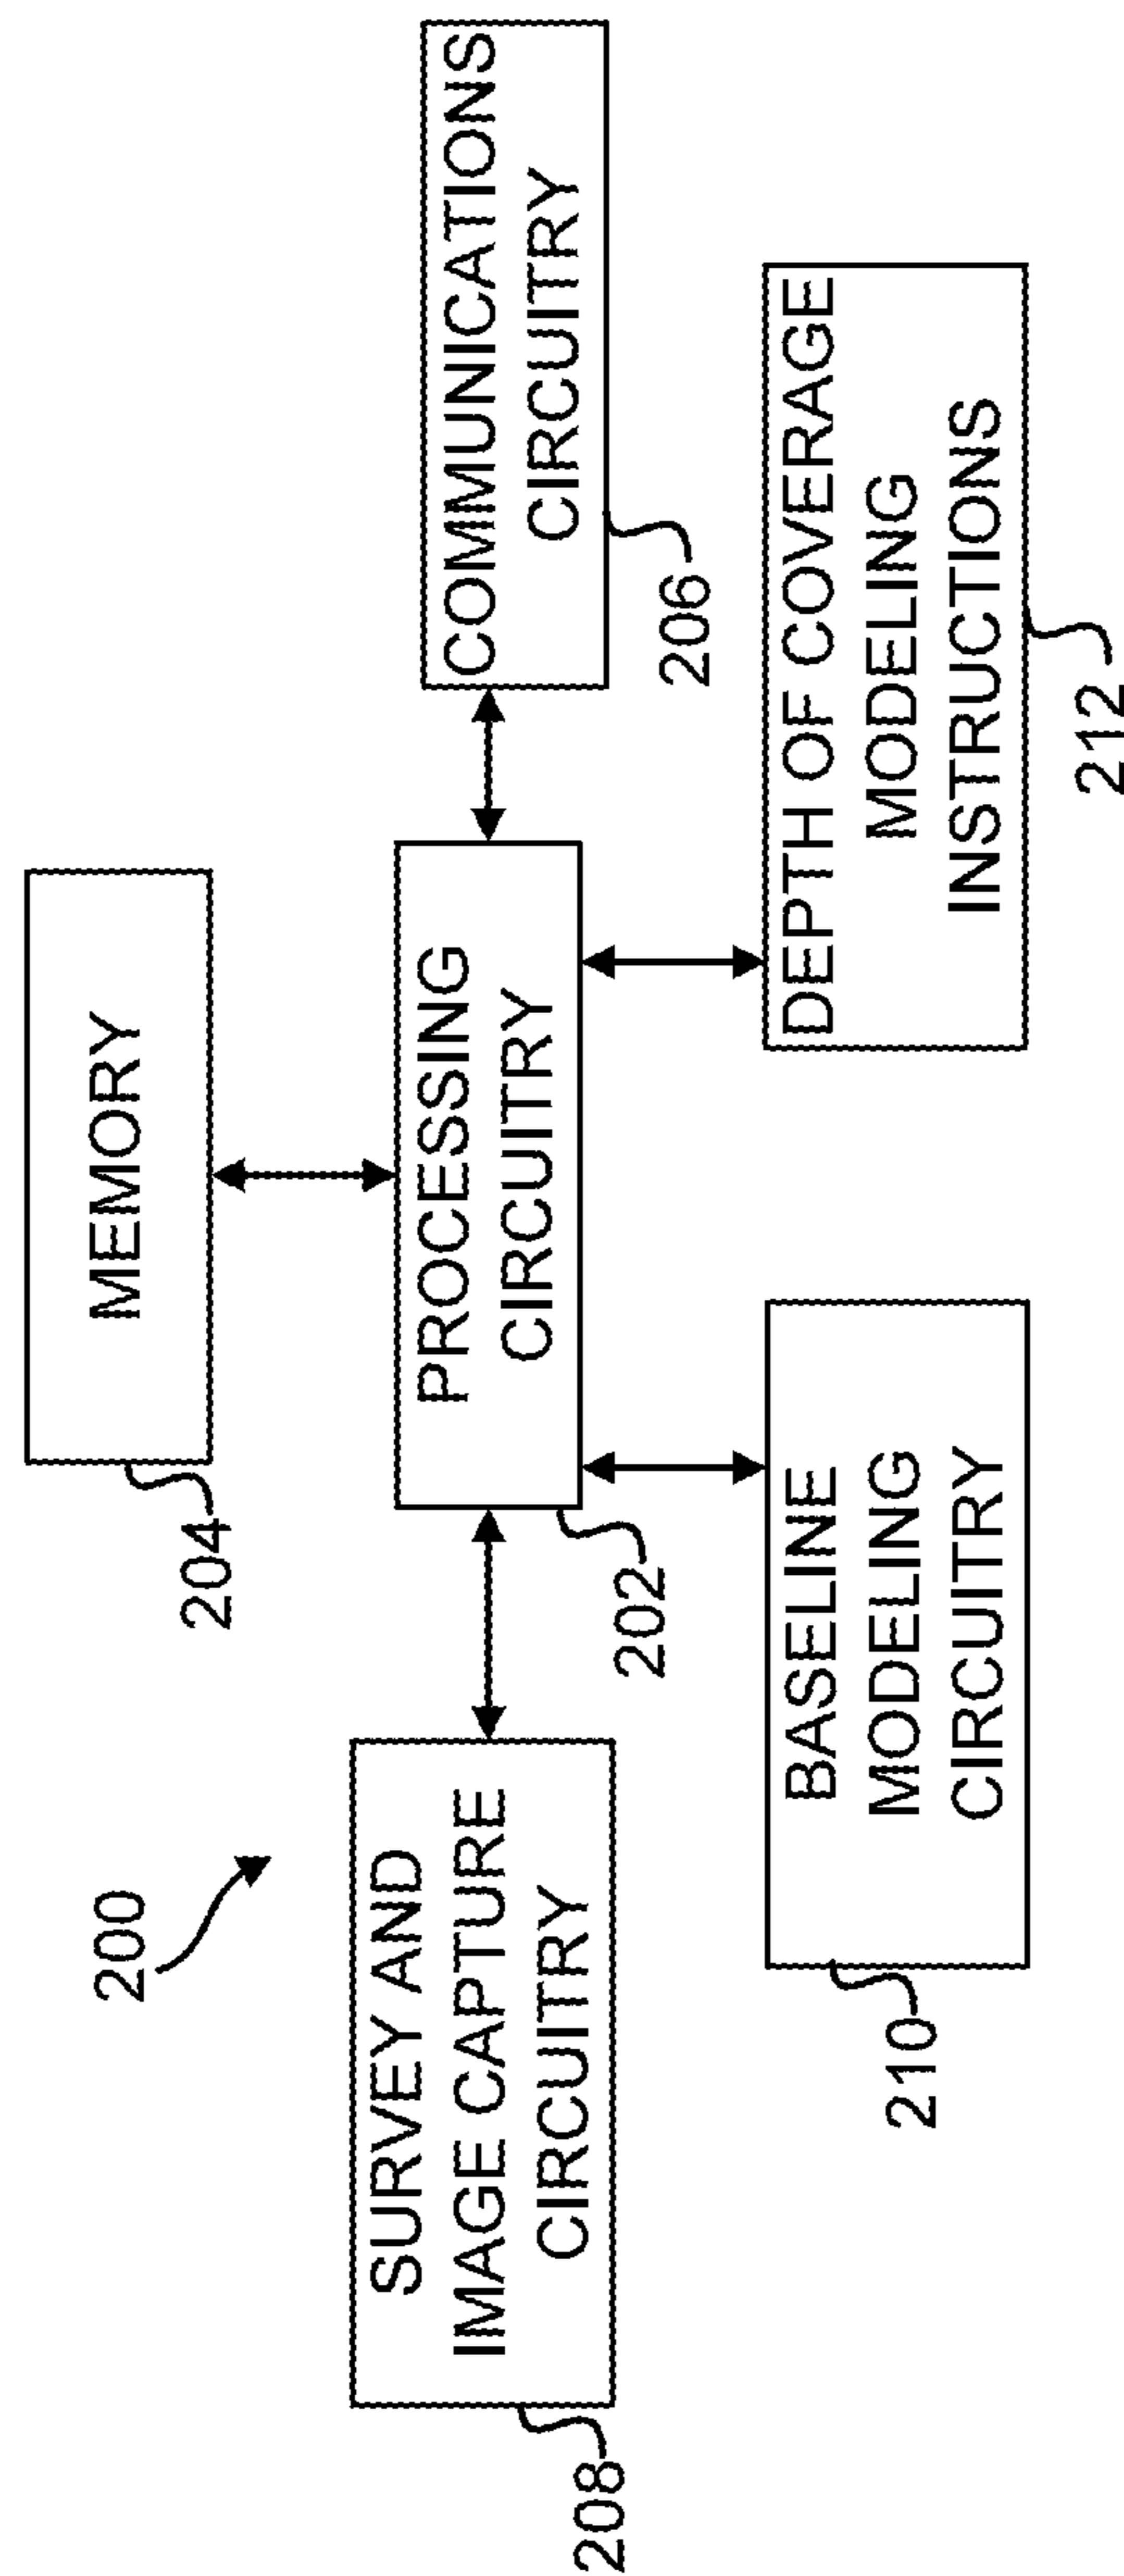 200
MEMORY
204
SURVEY AND
IMAGE CAPTURE
CIRCUITRY
208
PROCESSING
CIRCUITRY
202
COMMUNICATIONS
CIRCUITRY
206
BASELINE
MODELING
CIRCUITRY
210
DEPTH OF COVERAGE
MODELING
INSTRUCTIONS
212